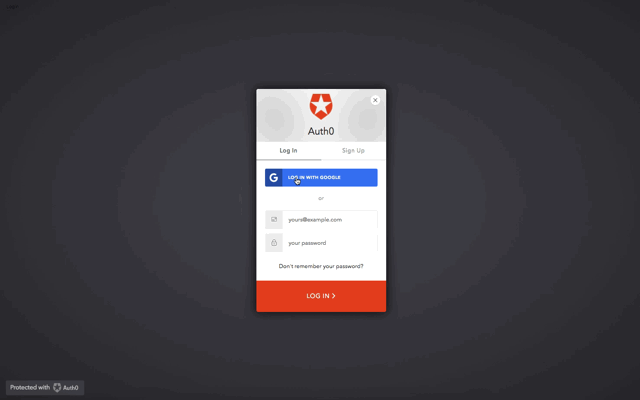 Auth0
Log In
Sign Up
G
LOG IN WITH GOOGLE
or
yours@example.com
your password
Don't remember your password?
LOG IN >
Protected with Auth0